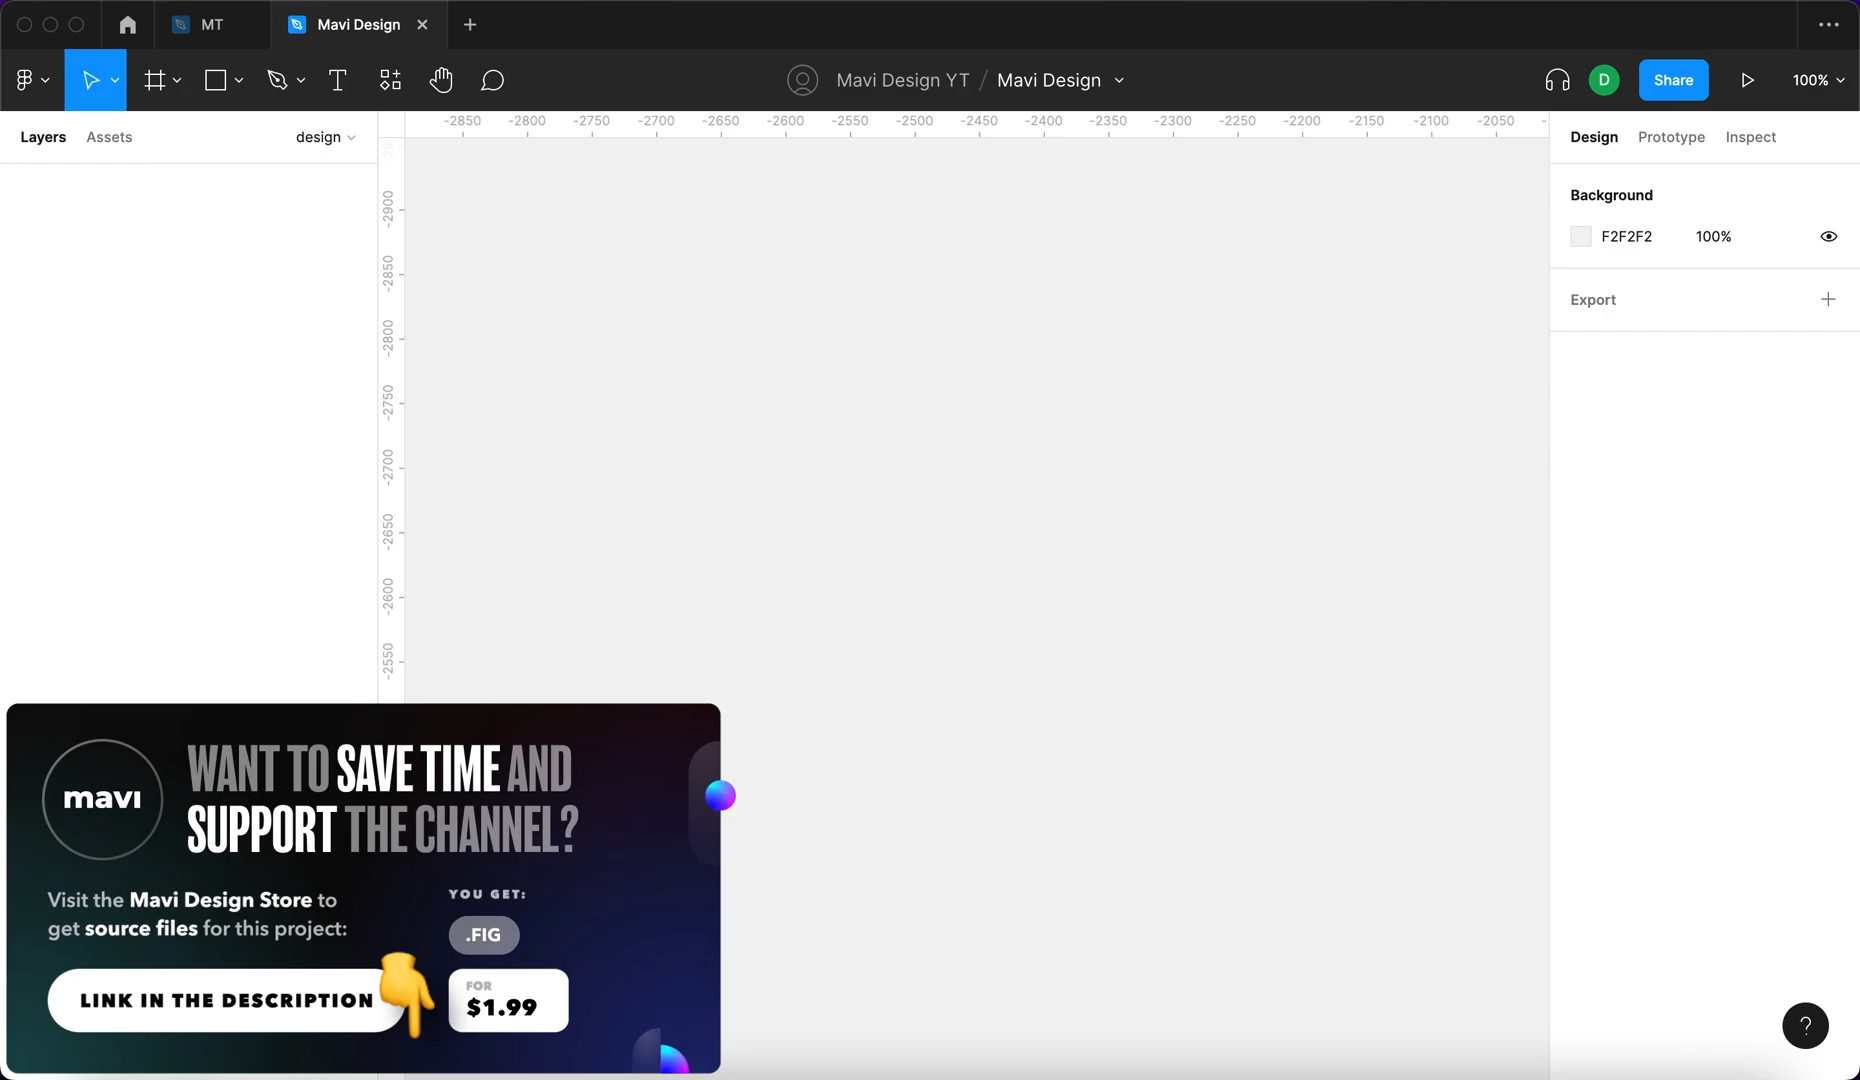 MT
Mavi Design
Mavi Design YT / Mavi Design
D
Share
100%
Layers
Assets
design
-2850 -2800 -2750 -2700 -2650 -2600 -2550 -2500 -2450 -2400 -2350 -2300 -2250 -2200 -2150 -2100 -2050
-2900
-2850
-2800
-2750
-2700
-2650
-2600
-2550
Design
Prototype
Inspect
Background
F2F2F2
100%
Export
mavi
WANT TO SAVE TIME AND
SUPPORT THE CHANNEL?
Visit the Mavi Design Store to
get source files for this project:
LINK IN THE DESCRIPTION
YOU GET:
.FIG
FOR
$1.99
?